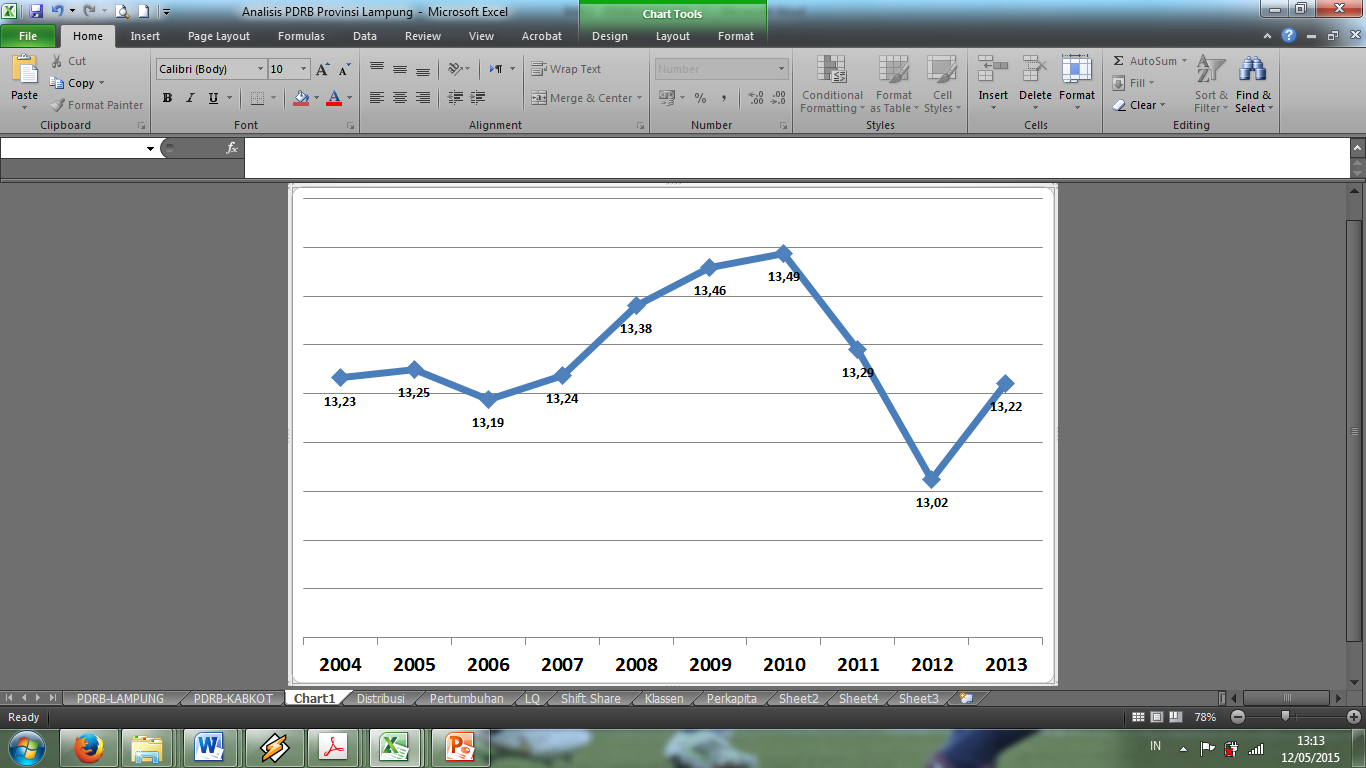 Analisis PDRB Provinsi Lampung - Microsoft Excel
Chart Tools
File Home Insert Page Layout Formulas Data Review View Acrobat Design Layout Format
Paste
Cut
Copy
Format Painter
Clipboard
Calibri (Body) 10
B I U
Font
Wrap Text
Merge & Center
Alignment
Number
%
Number
Conditional Formatting
Format as Table
Cell Styles
Styles
Insert
Delete
Format
Cells
AutoSum
Fill
Clear
Sort & Filter
Find & Select
Editing
fx
13,23
13,25
13,19
13,24
13,38
13,46
13,49
13,29
13,02
13,22
2004 2005 2006 2007 2008 2009 2010 2011 2012 2013
PDRB-LAMPUNG PDRB-KABKOT Chart1 Distribusi Pertumbuhan LQ Shift Share Klassen Perkapita Sheet2 Sheet4 Sheet3
Ready
78%
IN
13:13
12/05/2015